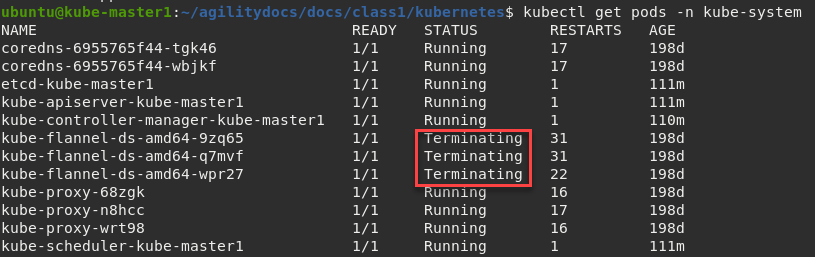 ubuntu@kube-master1:~/agilitydocs/docs/class1/kubernetes$ kubectl get pods -n kube-system
NAME READY STATUS RESTARTS AGE
coredns-6955765f44-tgk46 1/1 Running 17 198d
coredns-6955765f44-wbjkf 1/1 Running 17 198d
etcd-kube-master1 1/1 Running 1 111m
kube-apiserver-kube-master1 1/1 Running 1 111m
kube-controller-manager-kube-master1 1/1 Running 1 110m
kube-flannel-ds-amd64-9zq65 1/1 Terminating 31 198d
kube-flannel-ds-amd64-q7mvf 1/1 Terminating 31 198d
kube-flannel-ds-amd64-wpr27 1/1 Terminating 22 198d
kube-proxy-68zgk 1/1 Running 16 198d
kube-proxy-n8hcc 1/1 Running 17 198d
kube-proxy-wrt98 1/1 Running 16 198d
kube-scheduler-kube-master1 1/1 Running 1 111m